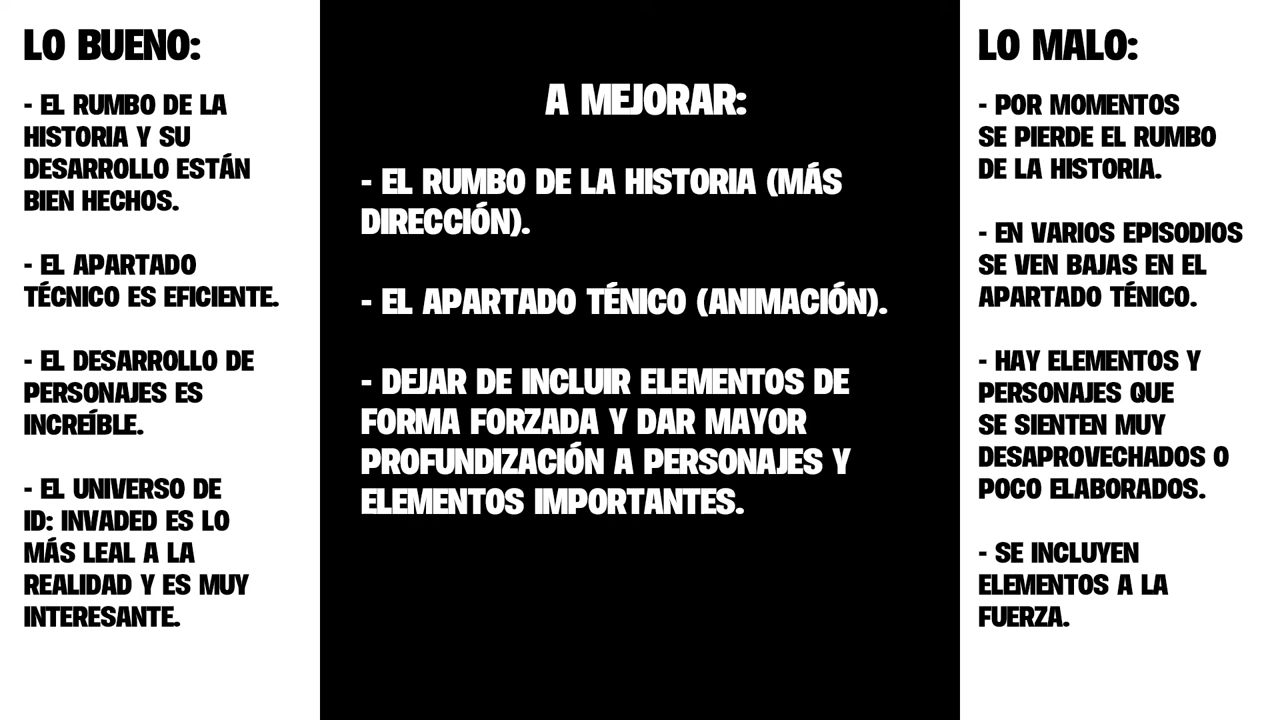 LO BUENO:
- EL RUMBO DE LA
HISTORIA Y SU
DESARROLLO ESTÁN
BIEN HECHOS.
- EL APARTADO
TÉCNICO ES EFICIENTE.
- EL DESARROLLO DE
PERSONAJES ES
INCREÍBLE.
- EL UNIVERSO DE
ID: INVADED ES LO
MÁS LEAL A LA
REALIDAD Y ES MUY
INTERESANTE.
A MEJORAR:
- EL RUMBO DE LA HISTORIA (MÁS
DIRECCIÓN).
- EL APARTADO TÉNICO (ANIMACIÓN).
- DEJAR DE INCLUIR ELEMENTOS DE
FORMA FORZADA Y DAR MAYOR
PROFUNDIZACIÓN A PERSONAJES Y
ELEMENTOS IMPORTANTES.
LO MALO:
- POR MOMENTOS
SE PIERDE EL RUMBO
DE LA HISTORIA.
- EN VARIOS EPISODIOS
SE VEN BAJAS EN EL
APARTADO TÉNICO.
- HAY ELEMENTOS Y
PERSONAJES QUE
SE SIENTEN MUY
DESAPROVECHADOS O
POCO ELABORADOS.
- SE INCLUYEN
ELEMENTOS A LA
FUERZA.